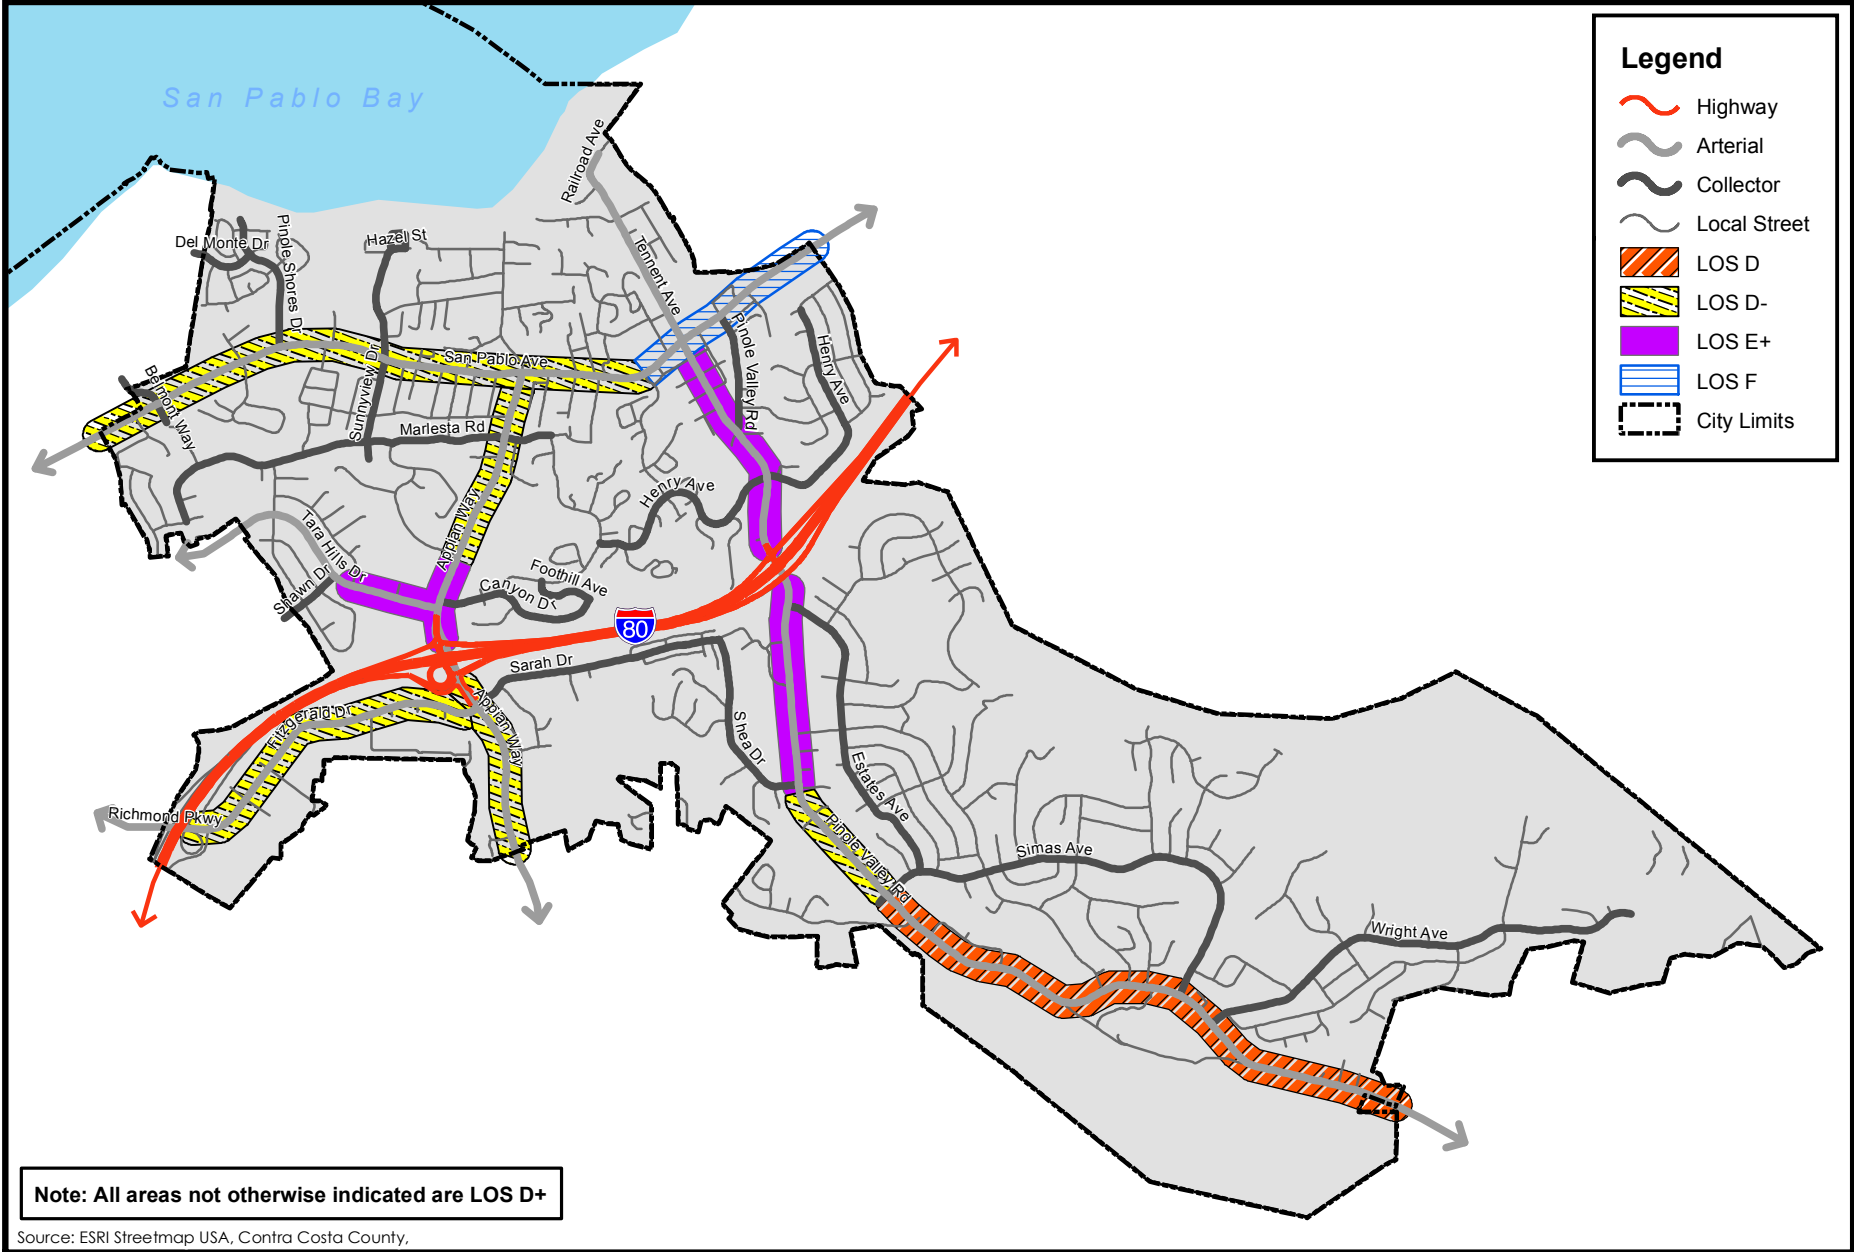 San Pablo Bay
Legend
Highway
Arterial
Collector
Local Street
LOS D
LOS D-
LOS E+
LOS F
City Limits
Railroad Ave
Tennent Ave
Del Monte Dr
Pinole Shores Dr
Hazel St
San Pablo Ave
Pinole Valley Rd
Henry Ave
Belmont Way
Sunnyview Dr
Marlesta Rd
Appian Way
Henry Ave
Tara Hills Dr
Shawn Dr
Canyon Dr
Foothill Ave
80
Sarah Dr
Appian Way
Fitzgerald Dr
Shea Dr
Estates Ave
Richmond Pkwy
Pinole Valley Rd
Simas Ave
Wright Ave
Note: All areas not otherwise indicated are LOS D+
Source: ESRI Streetmap USA, Contra Costa County,